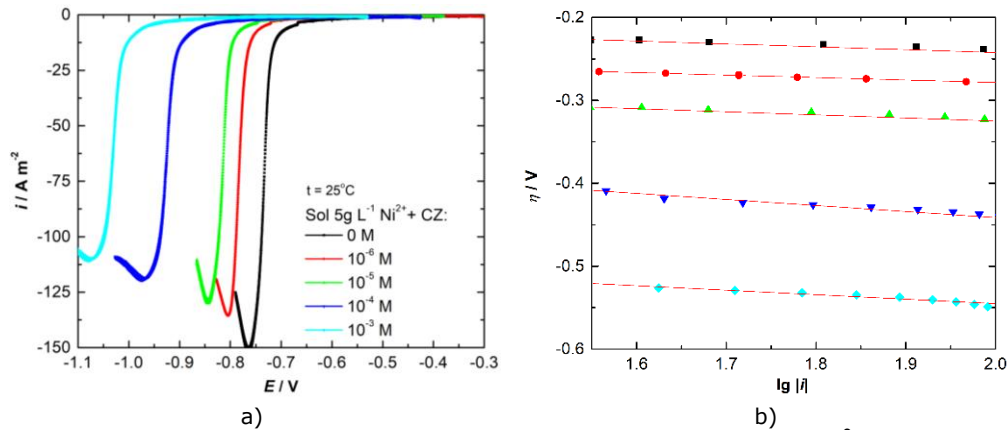 0
-25
-50
-75
-100
-125
-150
i / A m⁻²
t = 25°C
Sol 5g L⁻¹ Ni²⁺ + CZ:
0 M
10⁻⁶ M
10⁻⁵ M
10⁻⁴ M
10⁻³ M
-1.1 -1.0 -0.9 -0.8 -0.7 -0.6 -0.5 -0.4 -0.3
E / V
a)
-0.2
-0.3
-0.4
-0.5
-0.6
η / V
1.6 1.7 1.8 1.9 2.0
lg |i|
b)